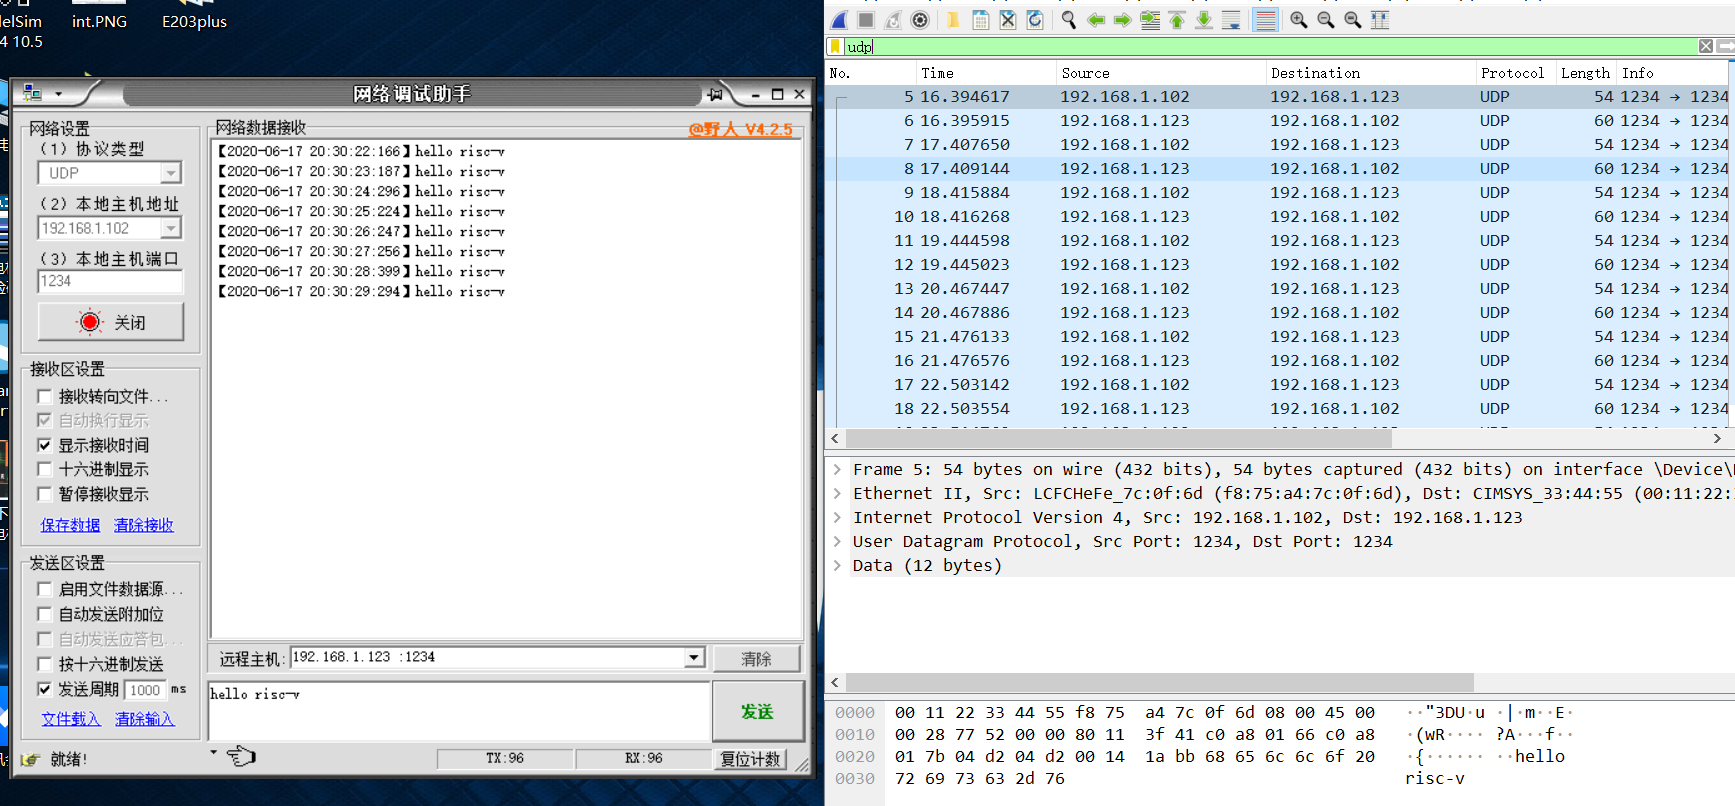 elSim
4 10.5
int.PNG
E203plus
网络调试助手
网络设置
(1) 协议类型
UDP
(2) 本地主机地址
192.168.1.102
(3) 本地主机端口
1234
关闭
接收区设置
接收转向文件...
自动换行显示
显示接收时间
十六进制显示
暂停接收显示
保存数据 清除接收
发送区设置
启用文件数据源...
自动发送附加位
自动发送应答包...
按十六进制发送
发送周期 1000 ms
文件载入 清除输入
网络数据接收
@野人 V4.2.5
【2020-06-17 20:30:22:166】hello risc-v
【2020-06-17 20:30:23:187】hello risc-v
【2020-06-17 20:30:24:296】hello risc-v
【2020-06-17 20:30:25:224】hello risc-v
【2020-06-17 20:30:26:247】hello risc-v
【2020-06-17 20:30:27:256】hello risc-v
【2020-06-17 20:30:28:399】hello risc-v
【2020-06-17 20:30:29:294】hello risc-v
远程主机: 192.168.1.123 :1234 清除
hello risc-v
发送
就绪! TX:96 RX:96 复位计数
udp
No. Time Source Destination Protocol Length Info
5 16.394617 192.168.1.102 192.168.1.123 UDP 54 1234 → 1234
6 16.395915 192.168.1.123 192.168.1.102 UDP 60 1234 → 1234
7 17.407650 192.168.1.102 192.168.1.123 UDP 54 1234 → 1234
8 17.409144 192.168.1.123 192.168.1.102 UDP 60 1234 → 1234
9 18.415884 192.168.1.102 192.168.1.123 UDP 54 1234 → 1234
10 18.416268 192.168.1.123 192.168.1.102 UDP 60 1234 → 1234
11 19.444598 192.168.1.102 192.168.1.123 UDP 54 1234 → 1234
12 19.445023 192.168.1.123 192.168.1.102 UDP 60 1234 → 1234
13 20.467447 192.168.1.102 192.168.1.123 UDP 54 1234 → 1234
14 20.467886 192.168.1.123 192.168.1.102 UDP 60 1234 → 1234
15 21.476133 192.168.1.102 192.168.1.123 UDP 54 1234 → 1234
16 21.476576 192.168.1.123 192.168.1.102 UDP 60 1234 → 1234
17 22.503142 192.168.1.102 192.168.1.123 UDP 54 1234 → 1234
18 22.503554 192.168.1.123 192.168.1.102 UDP 60 1234 → 1234
Frame 5: 54 bytes on wire (432 bits), 54 bytes captured (432 bits) on interface \Device\
Ethernet II, Src: LCFCHeFe_7c:0f:6d (f8:75:a4:7c:0f:6d), Dst: CIMSYS_33:44:55 (00:11:22:
Internet Protocol Version 4, Src: 192.168.1.102, Dst: 192.168.1.123
User Datagram Protocol, Src Port: 1234, Dst Port: 1234
Data (12 bytes)
0000 00 11 22 33 44 55 f8 75 a4 7c 0f 6d 08 00 45 00 ··"3DU·u ·|·m··E·
0010 00 28 77 52 00 00 80 11 3f 41 c0 a8 01 66 c0 a8 ·(wR···· ?A···f··
0020 01 7b 04 d2 04 d2 00 14 1a bb 68 65 6c 6c 6f 20 ·{······ ··hello
0030 72 69 73 63 2d 76 risc-v